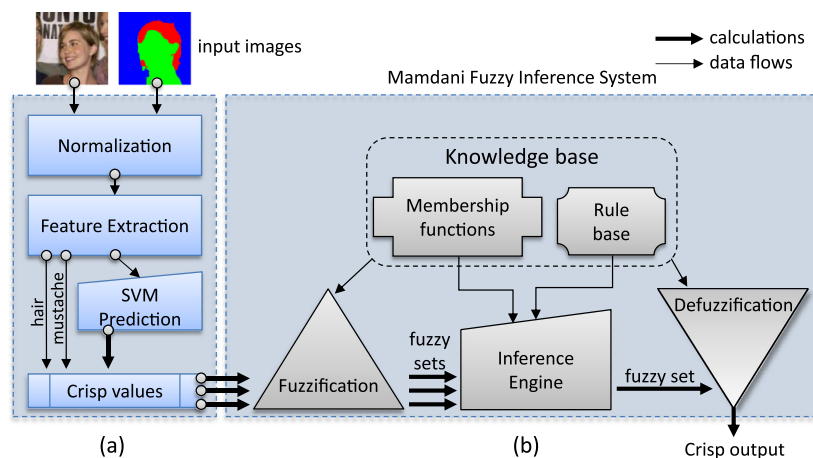 input images
calculations
data flows
Mamdani Fuzzy Inference System
Normalization
Feature Extraction
hair
mustache
SVM
Prediction
Crisp values
Knowledge base
Membership
functions
Rule
base
Fuzzification
fuzzy
sets
Inference
Engine
fuzzy set
Defuzzification
Crisp output
(a)
(b)